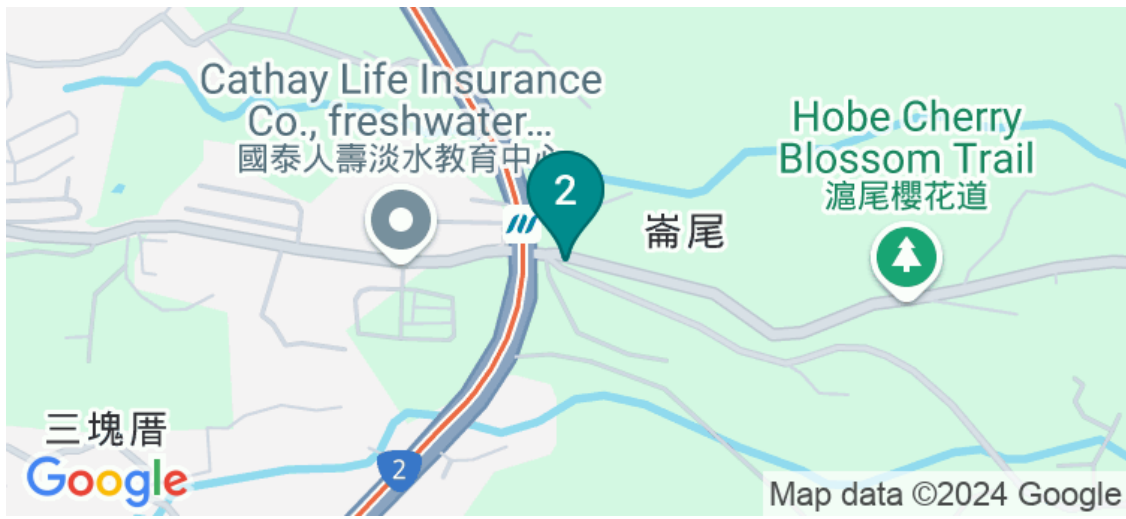 Cathay Life Insurance
Co., freshwater...
國泰人壽淡水教育中心
2
Hobe Cherry
Blossom Trail
滬尾櫻花道
崙尾
三塊厝
2
Google
Map data ©2024 Google